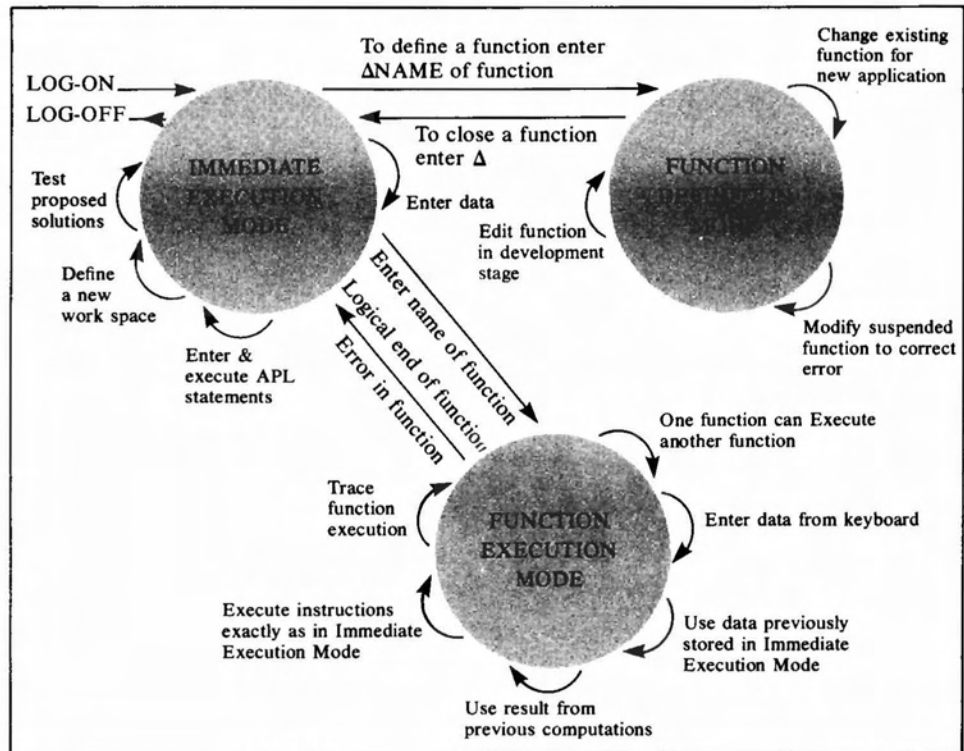 To define a function enter
ΔNAME of function
Change existing
function for
new application
LOG-ON
LOG-OFF
To close a function
enter Δ
IMMEDIATE
EXECUTION
MODE
FUNCTION
DEFINITION
MODE
Test
proposed
solutions
Enter data
Edit function
in development
stage
Define
a new
work space
Enter &
execute APL
statements
Modify suspended
function to correct
error
Enter name of function
Logical end of function
Error in function
One function can Execute
another function
Trace
function
execution
FUNCTION
EXECUTION
MODE
Enter data from keyboard
Execute instructions
exactly as in Immediate
Execution Mode
Use data previously
stored in Immediate
Execution Mode
Use result from
previous computations